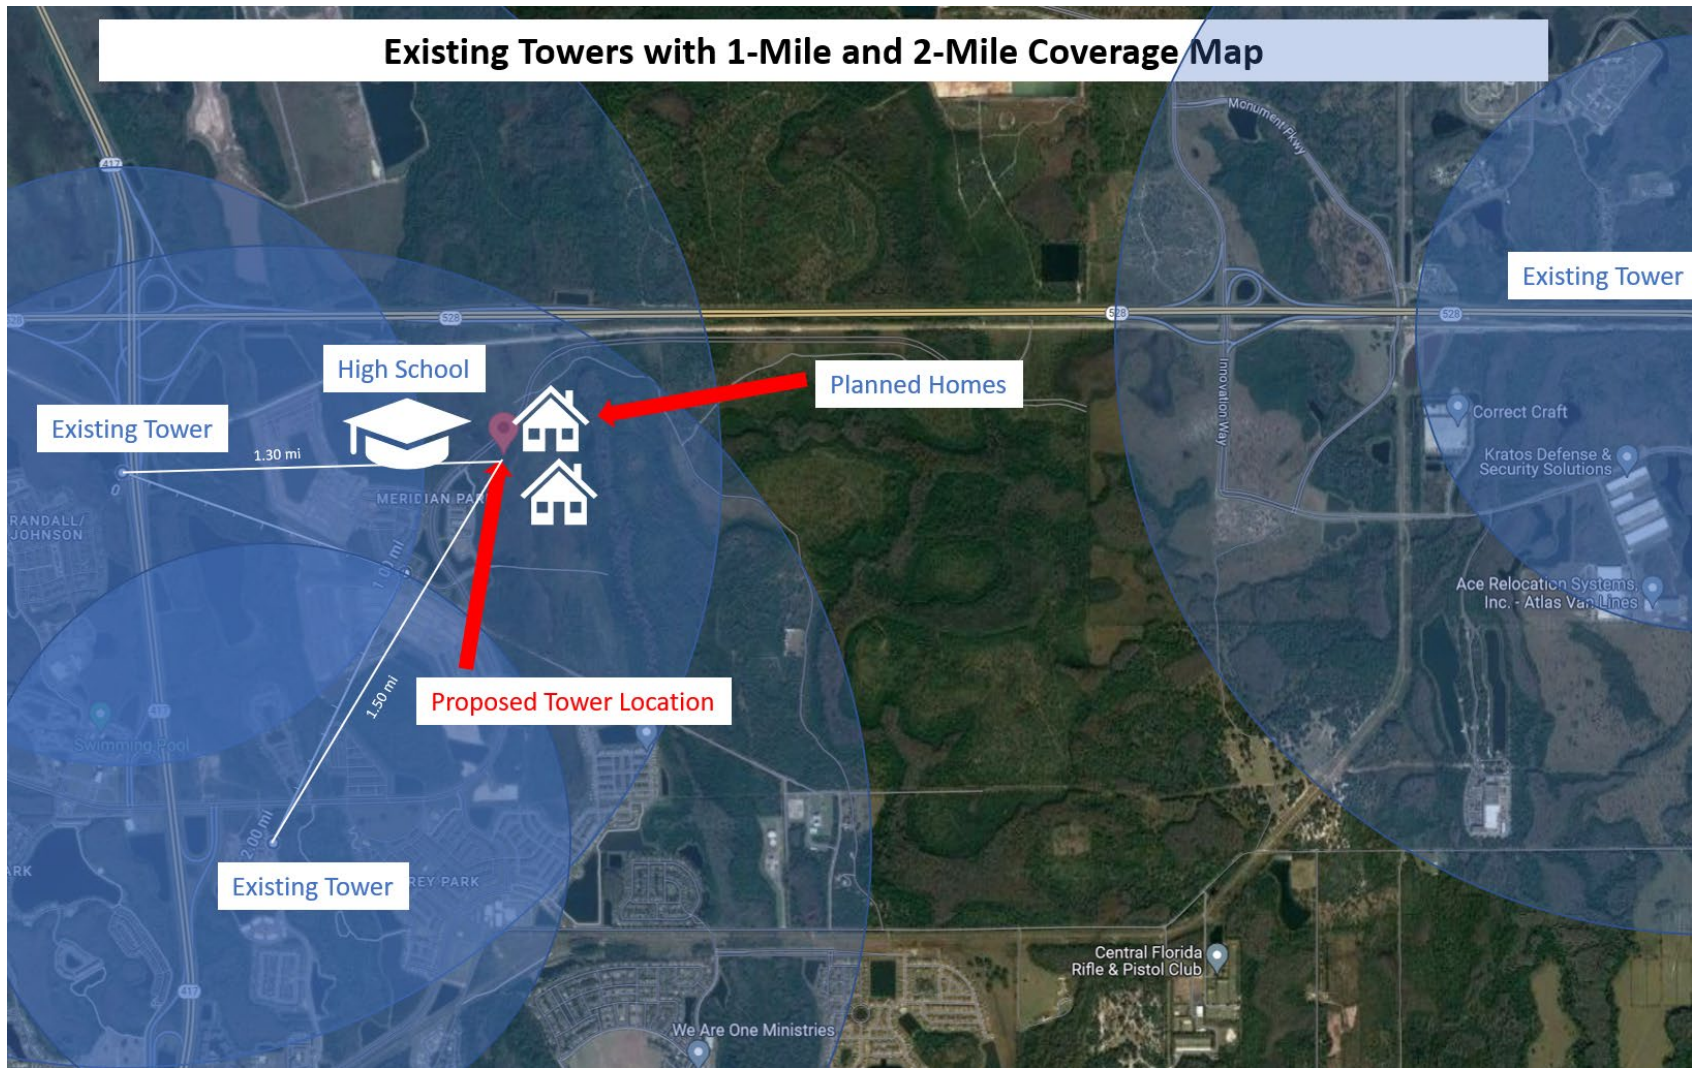 Existing Towers with 1-Mile and 2-Mile Coverage Map
Monument Pkwy
417
Existing Tower
528
528
528
528
High School
Planned Homes
Innovation Way
Existing Tower
Correct Craft
1.30 mi
Kratos Defense &
Security Solutions
0
MERIDIAN PAR
RANDALL/
JOHNSON
1.00 mi
Ace Relocation Systems,
Inc. - Atlas Van Lines
1.50 mi
Proposed Tower Location
417
Swimming Pool
2.00 mi
ARK
Existing Tower
REY PARK
Central Florida
Rifle & Pistol Club
417
We Are One Ministries